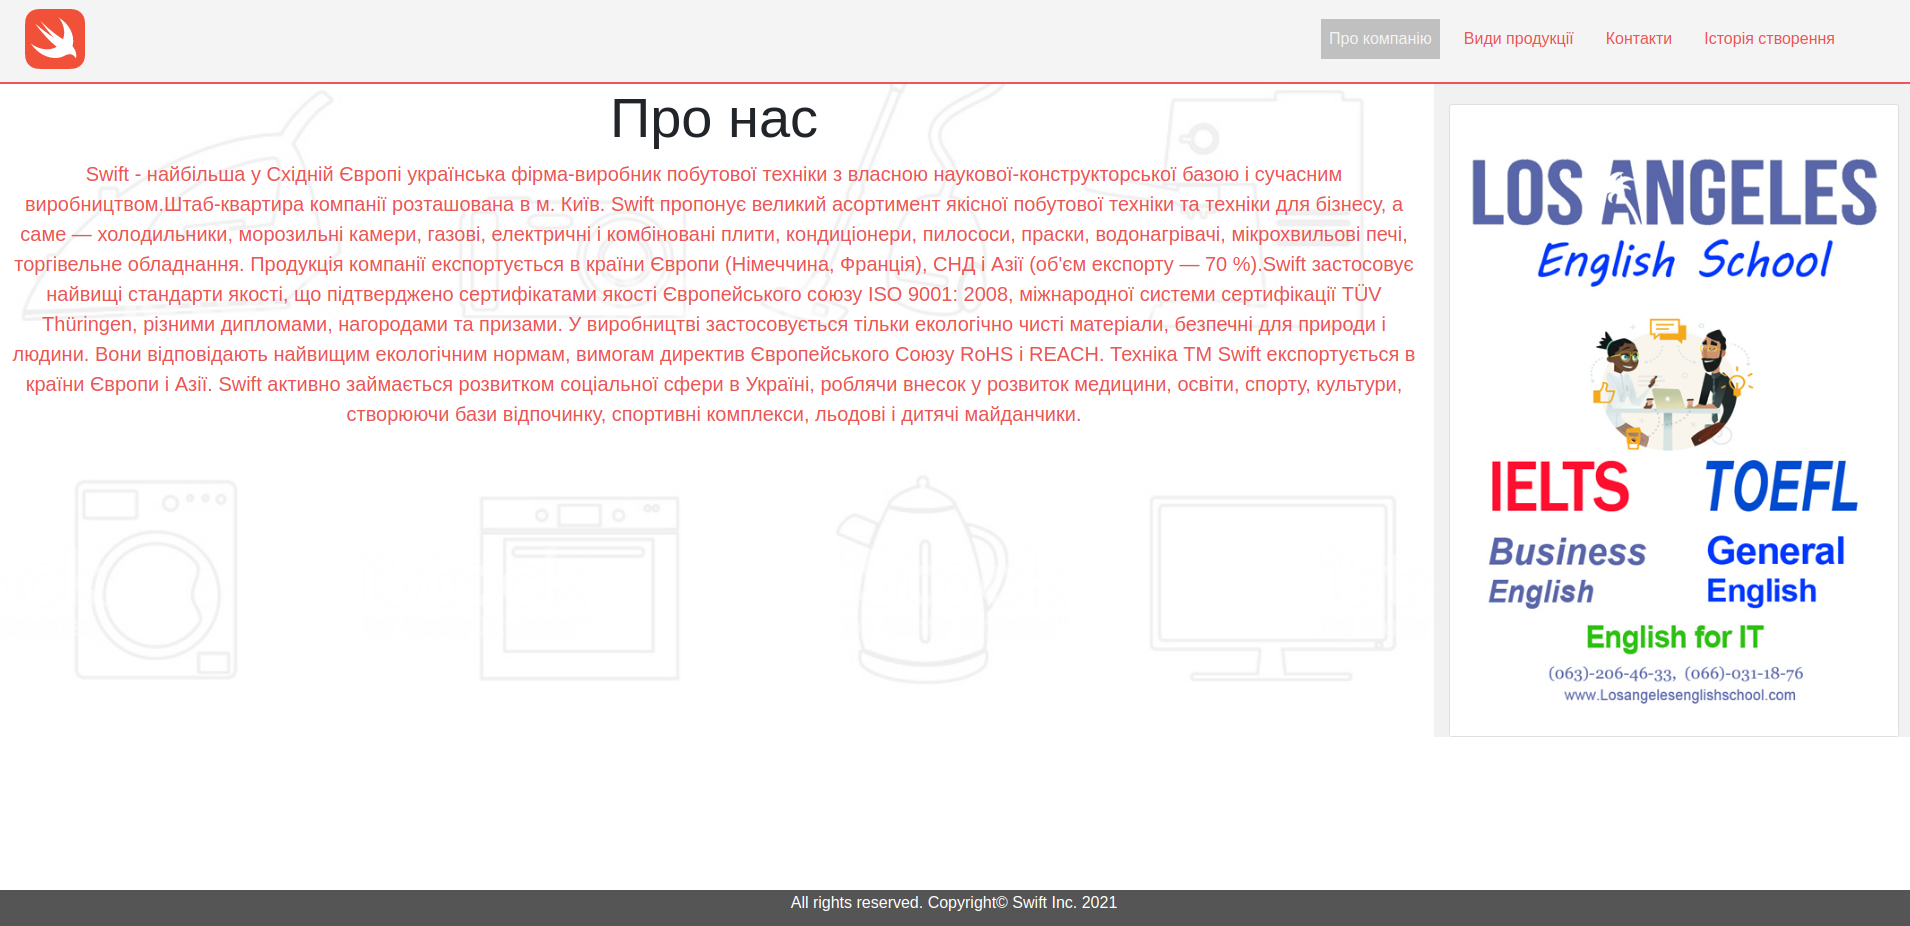 Про компанію
Види продукції
Контакти
Історія створення
Про нас
Swift - найбільша у Східній Європі українська фірма-виробник побутової техніки з власною наукової-конструкторської базою і сучасним
виробництвом.Штаб-квартира компанії розташована в м. Київ. Swift пропонує великий асортимент якісної побутової техніки та техніки для бізнесу, а
саме — холодильники, морозильні камери, газові, електричні і комбіновані плити, кондиціонери, пилососи, праски, водонагрівачі, мікрохвильові печі,
торгівельне обладнання. Продукція компанії експортується в країни Європи (Німеччина, Франція), СНД і Азії (об'єм експорту — 70 %).Swift застосовує
найвищі стандарти якості, що підтверджено сертифікатами якості Європейського союзу ISO 9001: 2008, міжнародної системи сертифікації TÜV
Thüringen, різними дипломами, нагородами та призами. У виробництві застосовується тільки екологічно чисті матеріали, безпечні для природи і
людини. Вони відповідають найвищим екологічним нормам, вимогам директив Європейського Союзу RoHS і REACH. Техніка ТМ Swift експортується в
країни Європи і Азії. Swift активно займається розвитком соціальної сфери в Україні, роблячи внесок у розвиток медицини, освіти, спорту, культури,
створюючи бази відпочинку, спортивні комплекси, льодові і дитячі майданчики.
LOS ANGELES
English School
IELTS
TOEFL
Business
English
General
English
English for IT
(063)-206-46-33, (066)-031-18-76
www.Losangelesenglishschool.com
All rights reserved. Copyright© Swift Inc. 2021